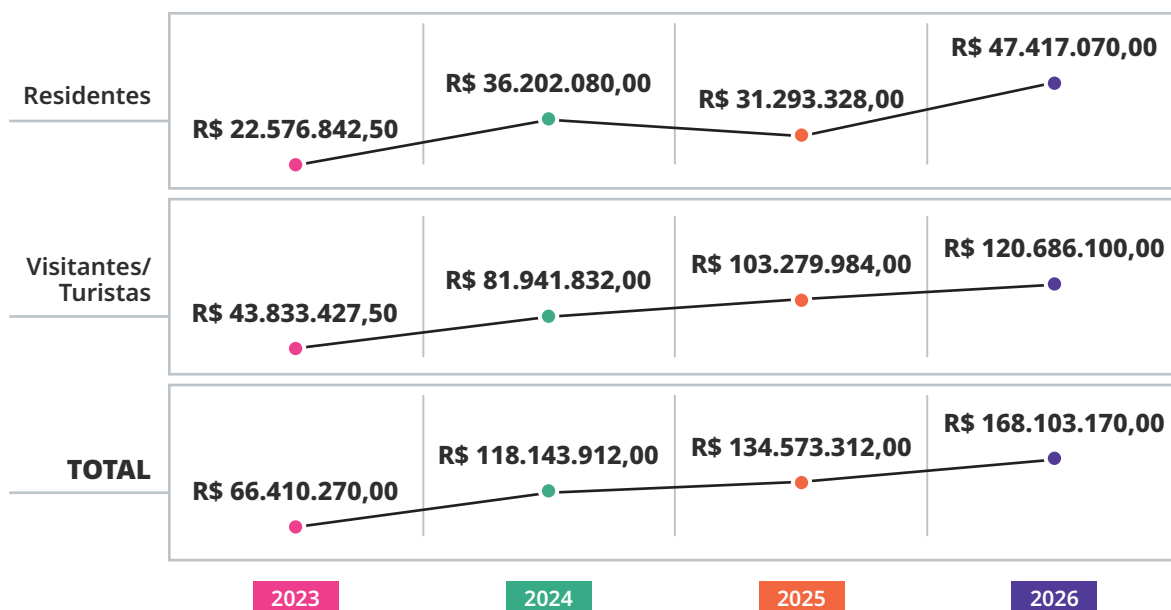 Residentes
R$ 22.576.842,50
R$ 36.202.080,00
R$ 31.293.328,00
R$ 47.417.070,00
Visitantes/
Turistas
R$ 43.833.427,50
R$ 81.941.832,00
R$ 103.279.984,00
R$ 120.686.100,00
TOTAL
R$ 66.410.270,00
R$ 118.143.912,00
R$ 134.573.312,00
R$ 168.103.170,00
2023
2024
2025
2026